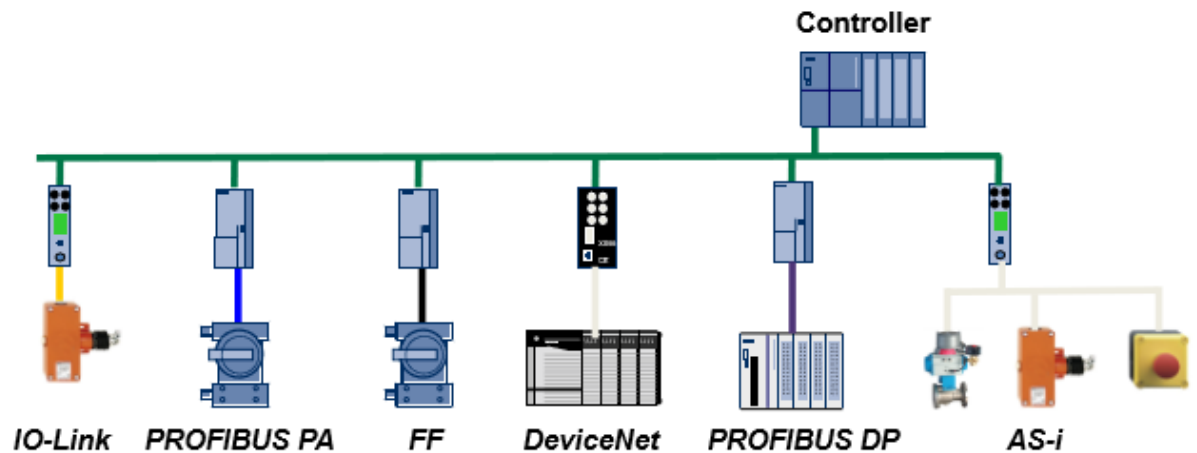 Controller
IO-Link
PROFIBUS PA
FF
DeviceNet
PROFIBUS DP
AS-i